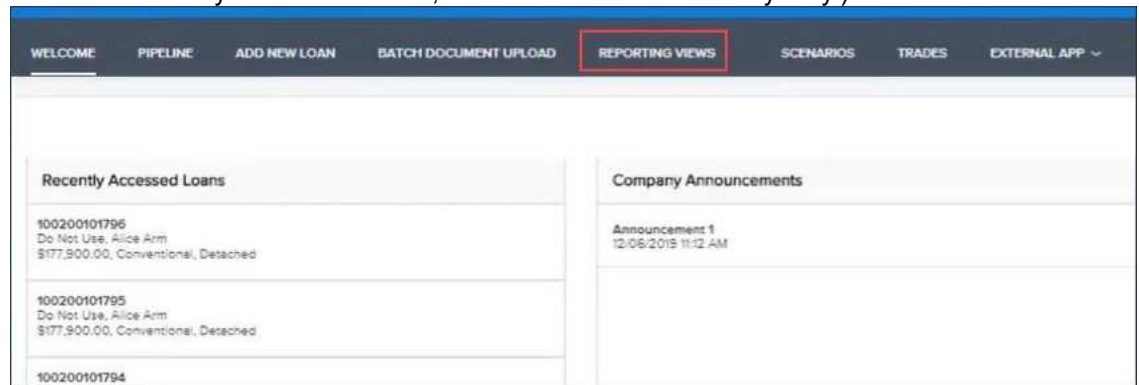 WELCOME PIPELINE ADD NEW LOAN BATCH DOCUMENT UPLOAD REPORTING VIEWS SCENARIOS TRADES EXTERNAL APP
Recently Accessed Loans
100200101796
Do Not Use, Alice Arm
$177,900.00, Conventional, Detached
100200101795
Do Not Use, Alice Arm
$177,900.00, Conventional, Detached
100200101794
Company Announcements
Announcement 1
12/06/2019 11:12 AM